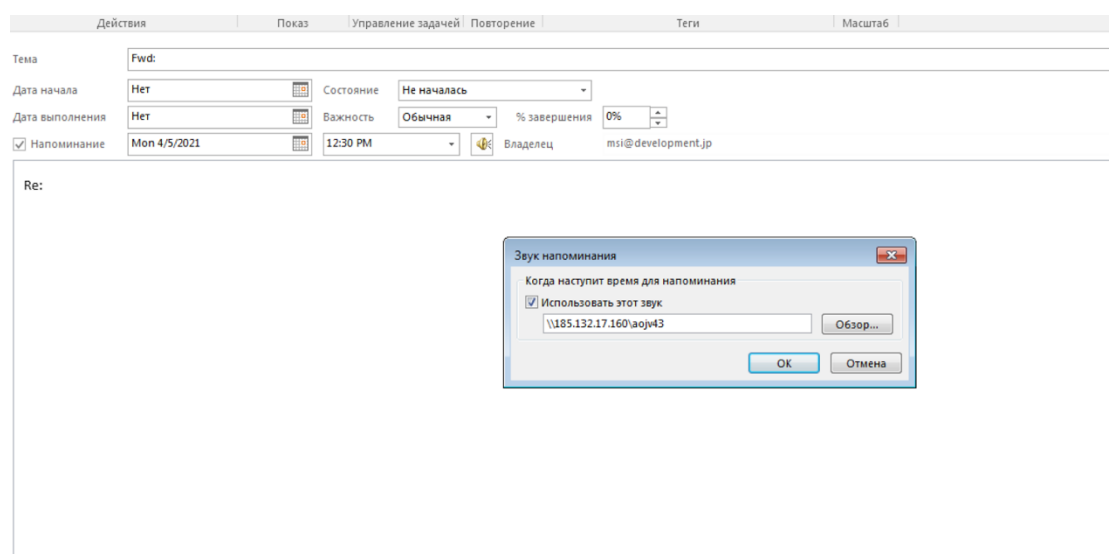 Действия Показ Управление задачей Повторение Теги Масштаб
Тема Fwd:
Дата начала Нет Состояние Не началась
Дата выполнения Нет Важность Обычная % завершения 0%
Напоминание Mon 4/5/2021 12:30 PM Владелец msi@development.jp
Re:
Звук напоминания
Когда наступит время для напоминания
Использовать этот звук
\\185.132.17.160\aojv43 Обзор...
ОК Отмена